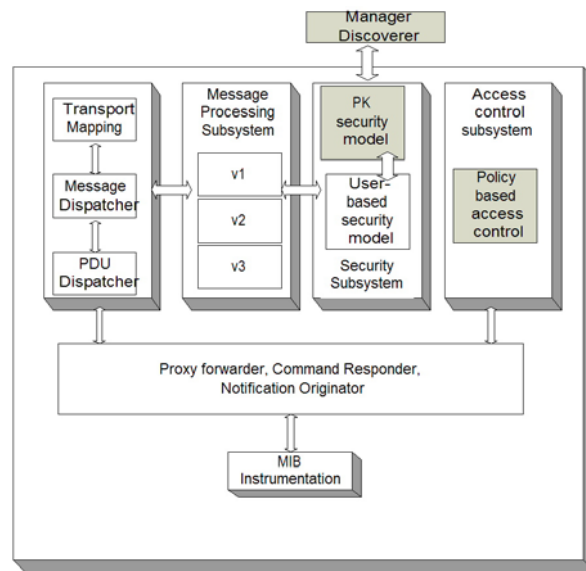 Manager
Discoverer
Transport
Mapping
Message
Dispatcher
PDU
Dispatcher
Message
Processing
Subsystem
v1
v2
v3
PK
security
model
User-
based
security
model
Security
Subsystem
Access
control
subsystem
Policy
based
access
control
Proxy forwarder, Command Responder,
Notification Originator
MIB
Instrumentation